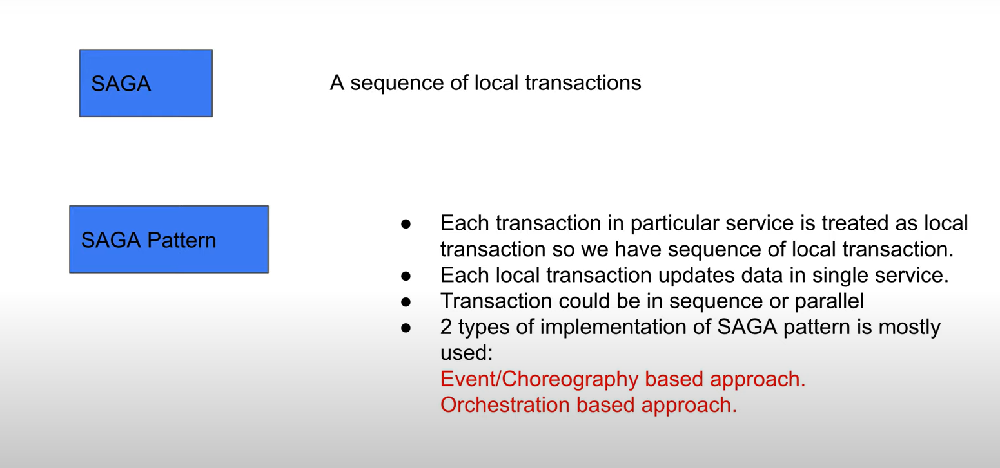 SAGA
A sequence of local transactions
SAGA Pattern
● Each transaction in particular service is treated as local
transaction so we have sequence of local transaction.
● Each local transaction updates data in single service.
● Transaction could be in sequence or parallel
● 2 types of implementation of SAGA pattern is mostly
used:
Event/Choreography based approach.
Orchestration based approach.